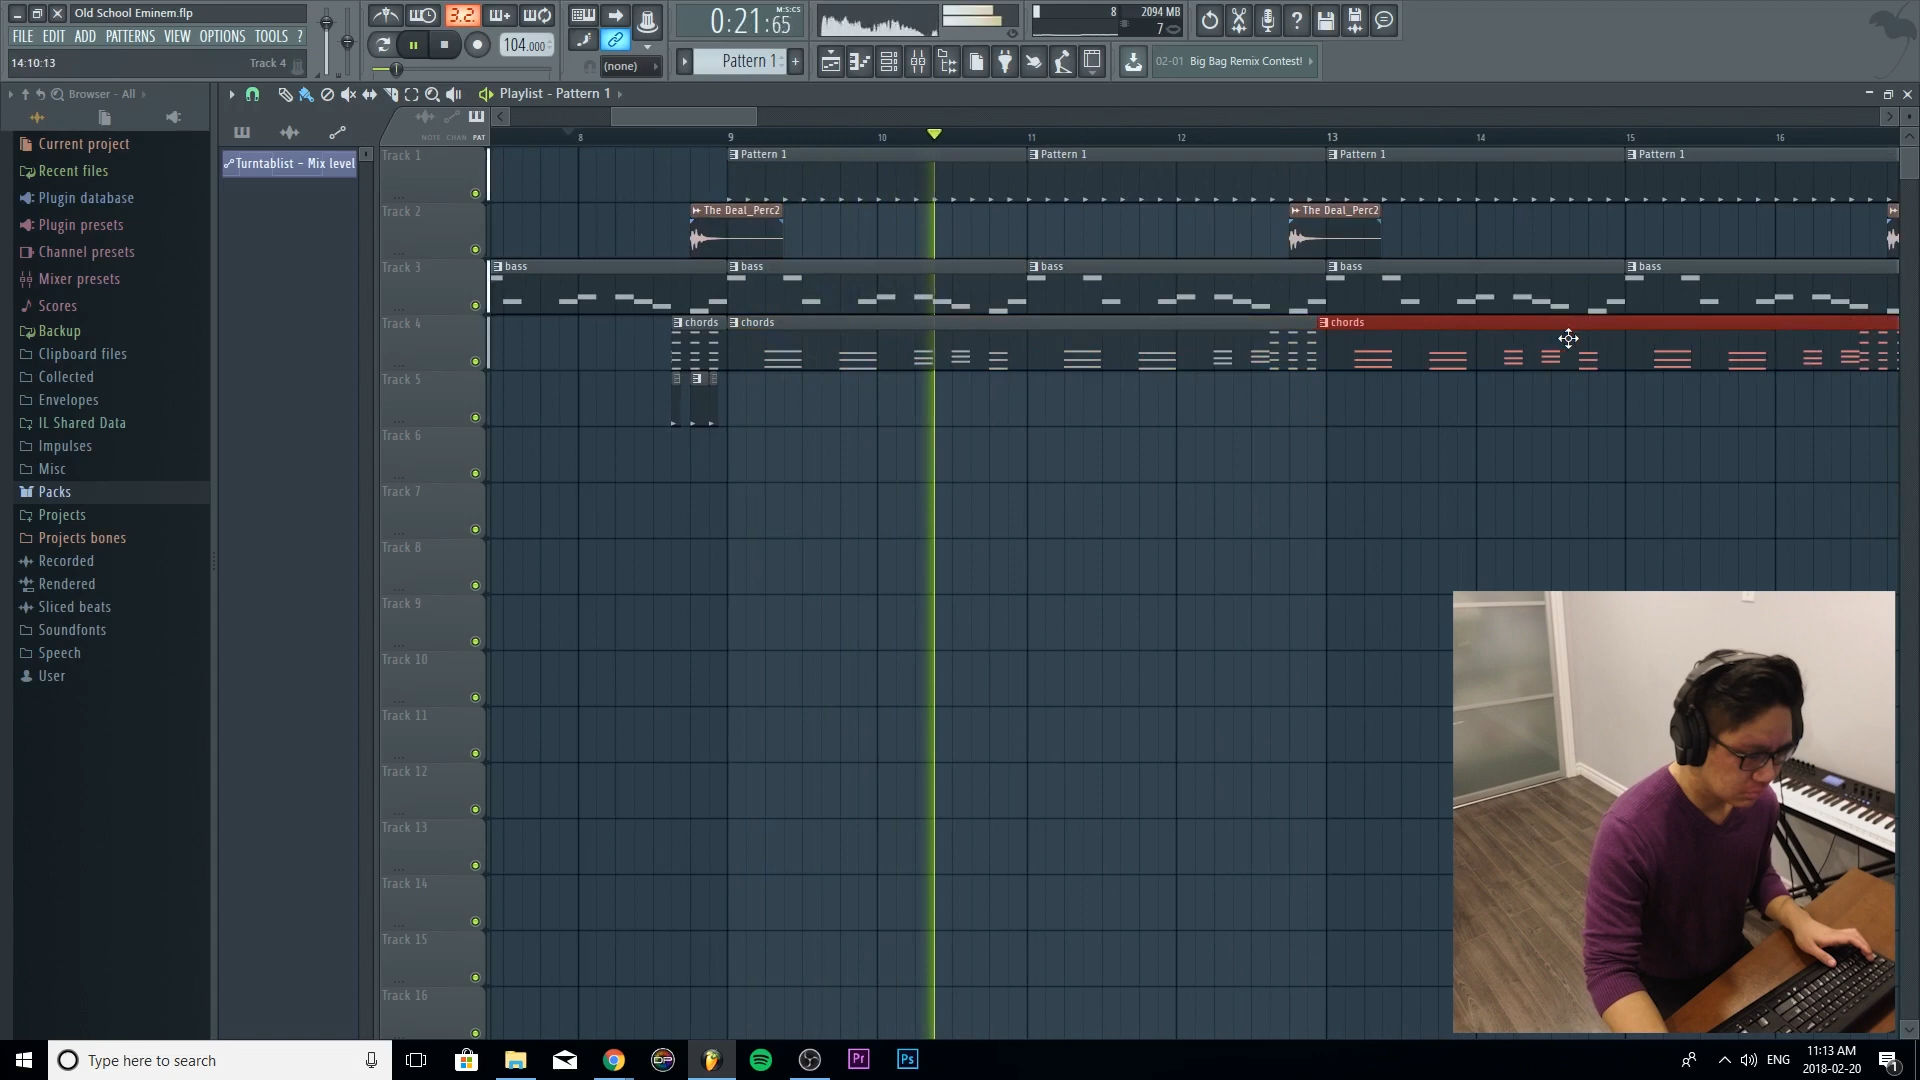 Old School Eminem.flp
FILE EDIT ADD PATTERNS VIEW OPTIONS TOOLS ?
14:10:13 Track 4
3.2
104.000
(none)
0:21:65 M:S:CS
Pattern 1
8 2094 MB
7
02-01 Big Bag Remix Contest!
Browser - All
Playlist - Pattern 1
NOTE CHAN PAT
8 9 10 11 12 13 14 15 16
Current project
Recent files
Plugin database
Plugin presets
Channel presets
Mixer presets
Scores
Backup
Clipboard files
Collected
Envelopes
IL Shared Data
Impulses
Misc
Packs
Projects
Projects bones
Recorded
Rendered
Sliced beats
Soundfonts
Speech
User
Turntablist - Mix level
Track 1 Pattern 1 Pattern 1 Pattern 1 Pattern 1
Track 2 The Deal_Perc2 The Deal_Perc2
Track 3 bass bass bass bass bass
Track 4 chords chords chords
Track 5
Track 6
Track 7
Track 8
Track 9
Track 10
Track 11
Track 12
Track 13
Track 14
Track 15
Track 16
Type here to search
Pr
Ps
ENG
11:13 AM
2018-02-20
1